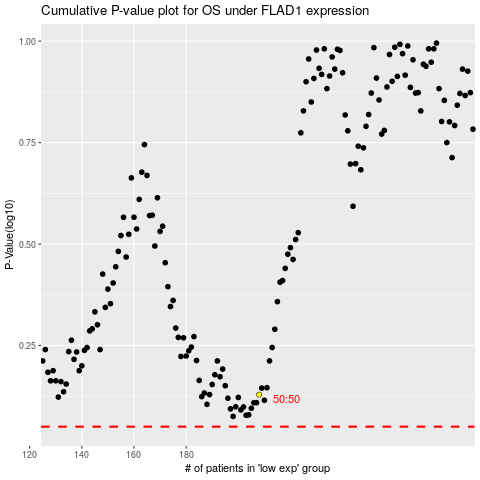 Cumulative P-value plot for OS under FLAD1 expression
1.00
0.75
0.50
0.25
P-Value(log10)
50:50
120 140 160 180
# of patients in 'low exp' group